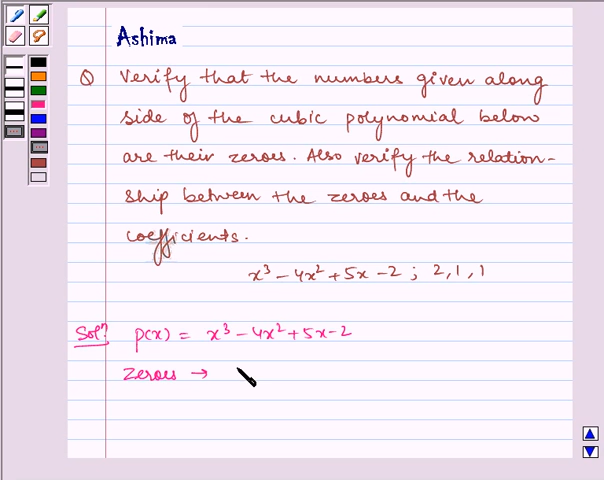 Ashima
Q Verify that the numbers given along
side of the cubic polynomial below
are their zeroes. Also verify the relation-
ship between the zeroes and the
coefficients.
x³ - 4x² + 5x - 2 ; 2, 1, 1
Solⁿ. p(x) = x³ - 4x² + 5x - 2
Zeroes →